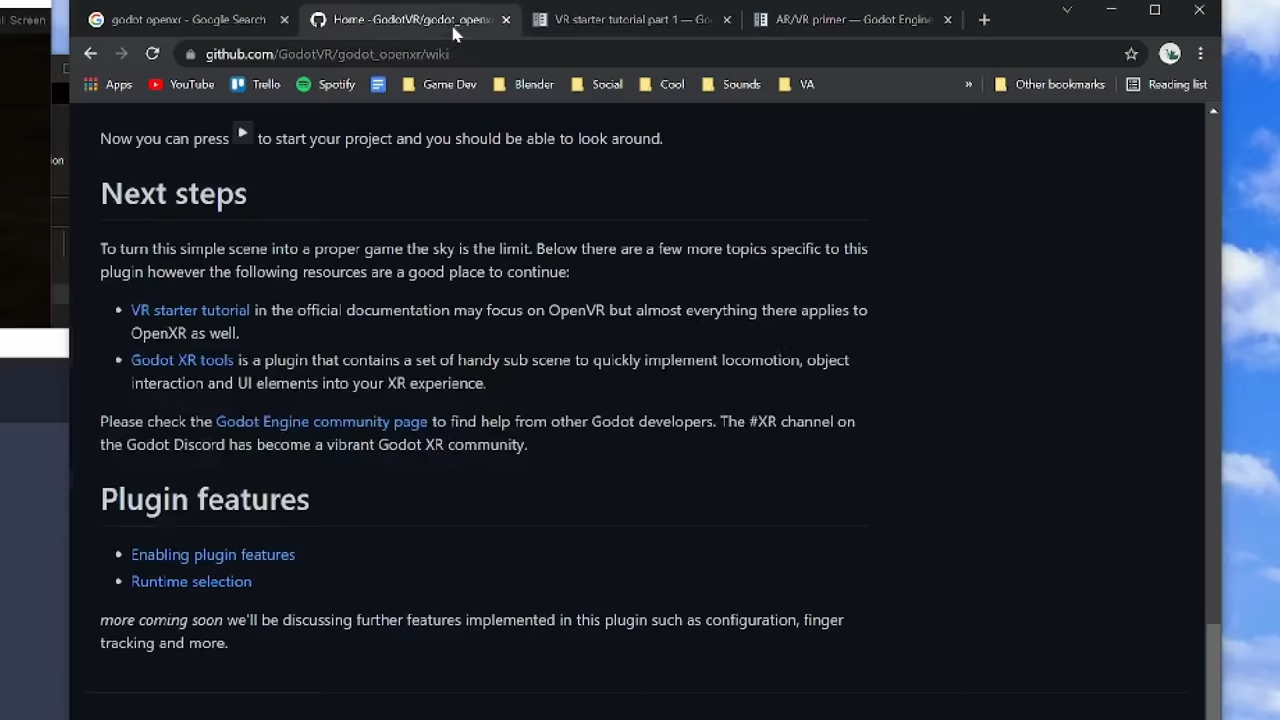 Screen
godot openxr - Google Search
Home - GodotVR/godot_openx
VR starter tutorial part 1 — Go
AR/VR primer — Godot Engine
github.com/GodotVR/godot_openxr/wiki
Apps YouTube Trello Spotify Game Dev Blender Social Cool Sounds VA » Other bookmarks Reading list
Now you can press to start your project and you should be able to look around.
ion
Next steps
To turn this simple scene into a proper game the sky is the limit. Below there are a few more topics specific to this
plugin however the following resources are a good place to continue:
• VR starter tutorial in the official documentation may focus on OpenVR but almost everything there applies to
OpenXR as well.
• Godot XR tools is a plugin that contains a set of handy sub scene to quickly implement locomotion, object
interaction and UI elements into your XR experience.
Please check the Godot Engine community page to find help from other Godot developers. The #XR channel on
the Godot Discord has become a vibrant Godot XR community.
Plugin features
• Enabling plugin features
• Runtime selection
more coming soon we'll be discussing further features implemented in this plugin such as configuration, finger
tracking and more.